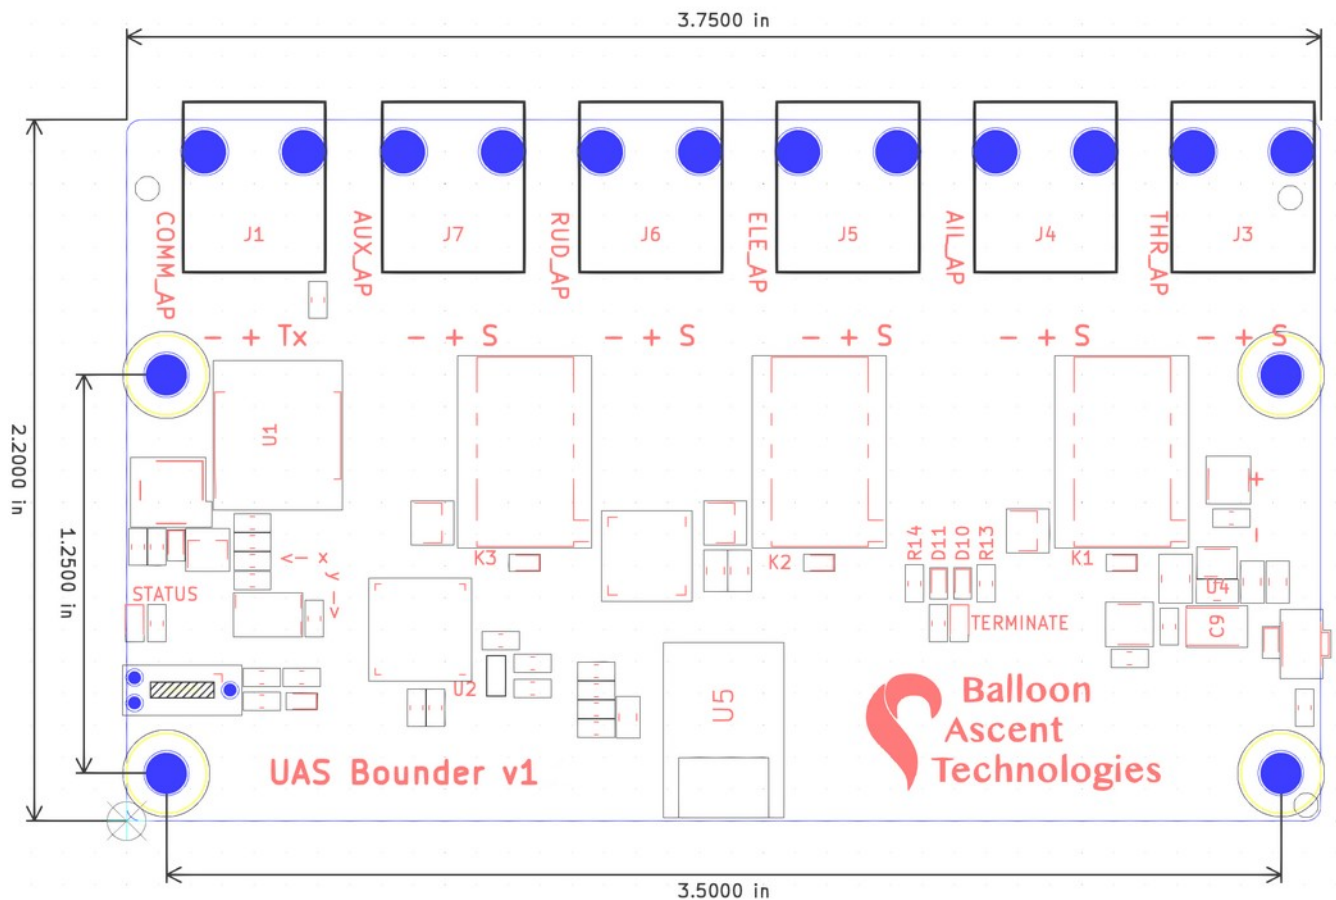 3.7500 in
J1
J7
J6
J5
J4
J3
COMM_AP
AUX_AP
RUD_AP
ELE_AP
AIL_AP
THR_AP
- + Tx
- + S
- + S
- + S
- + S
- + S
U1
2.2000 in
1.2500 in
+
-
K3
K2
R14
D11
D10
R13
K1
<- x
y
->
STATUS
U4
C9
TERMINATE
U2
U5
Balloon
Ascent
Technologies
UAS Bounder v1
3.5000 in